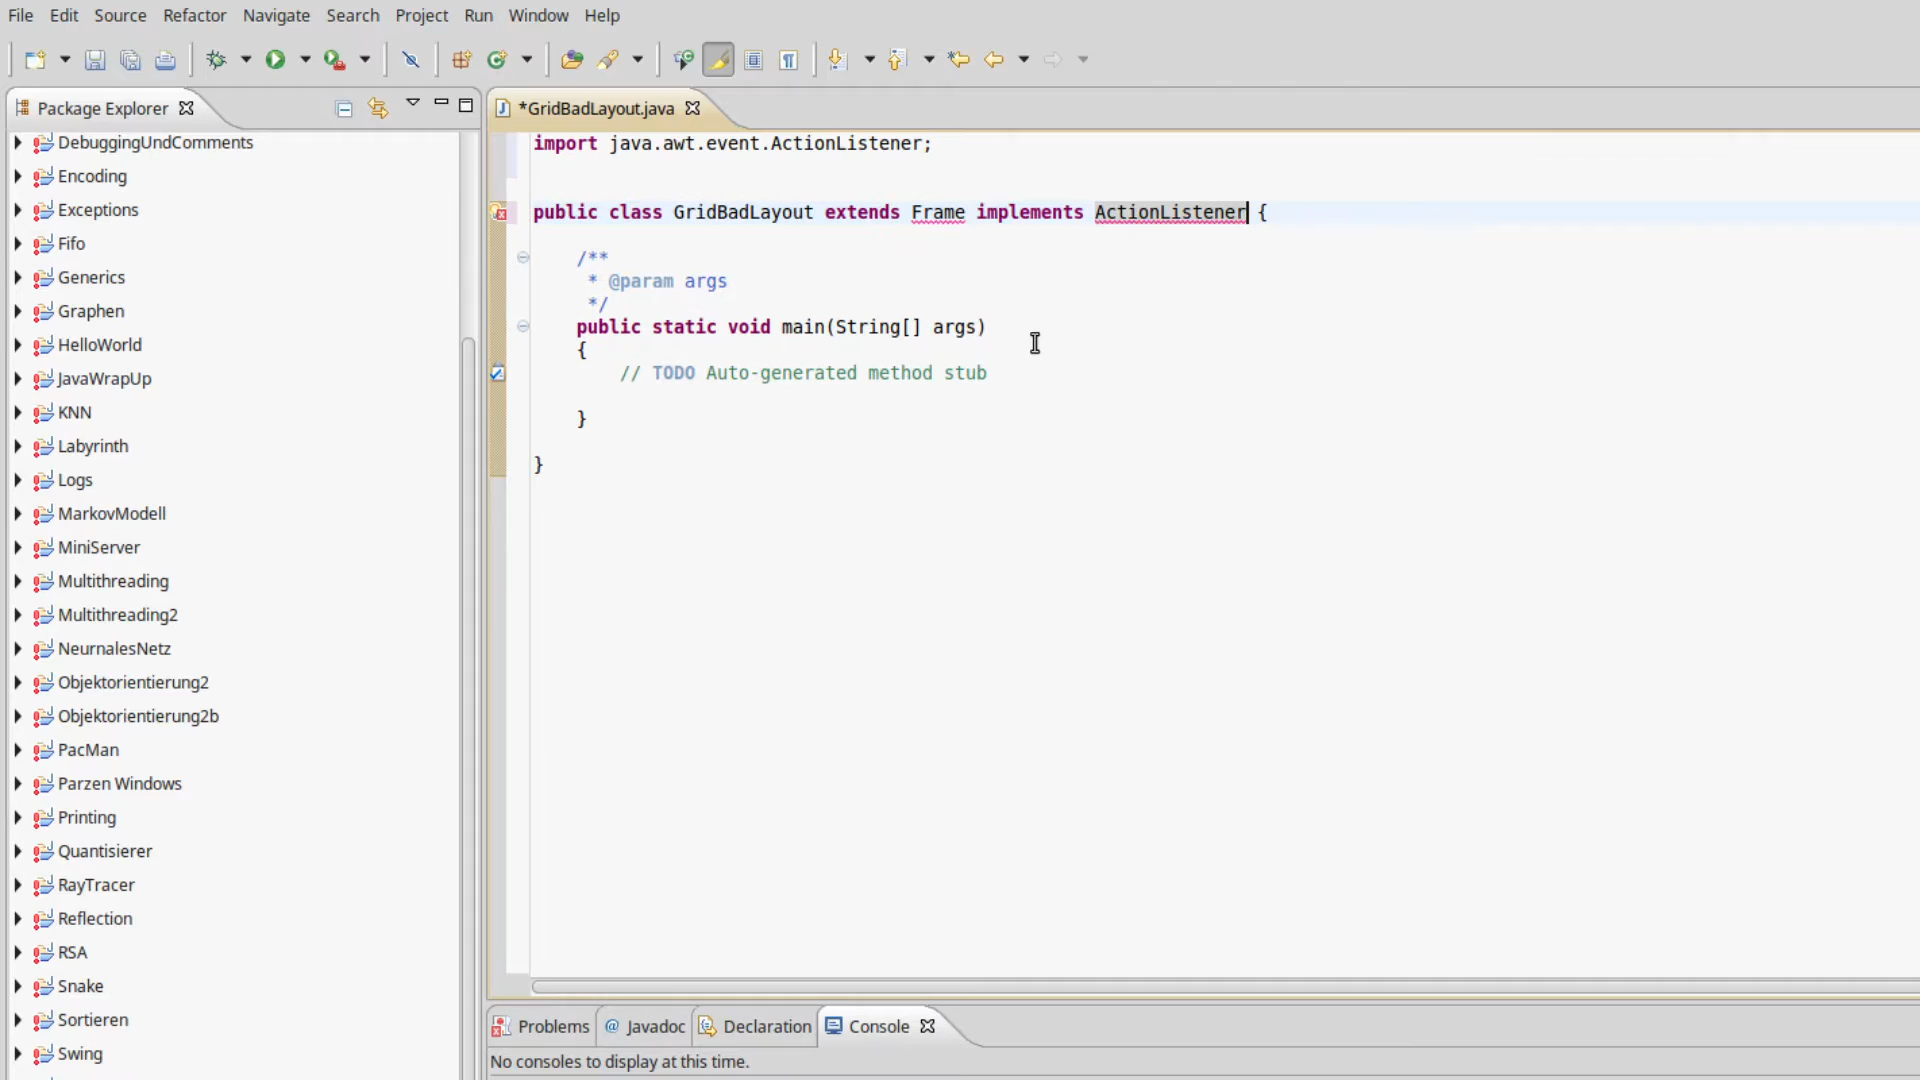 File Edit Source Refactor Navigate Search Project Run Window Help
Package Explorer
*GridBadLayout.java
DebuggingUndComments
Encoding
Exceptions
Fifo
Generics
Graphen
HelloWorld
JavaWrapUp
KNN
Labyrinth
Logs
MarkovModell
MiniServer
Multithreading
Multithreading2
NeurnalesNetz
Objektorientierung2
Objektorientierung2b
PacMan
Parzen Windows
Printing
Quantisierer
RayTracer
Reflection
RSA
Snake
Sortieren
Swing
import java.awt.event.ActionListener;
public class GridBadLayout extends Frame implements ActionListener {
/**
* @param args
*/
public static void main(String[] args)
{
// TODO Auto-generated method stub
}
}
Problems @ Javadoc Declaration Console
No consoles to display at this time.